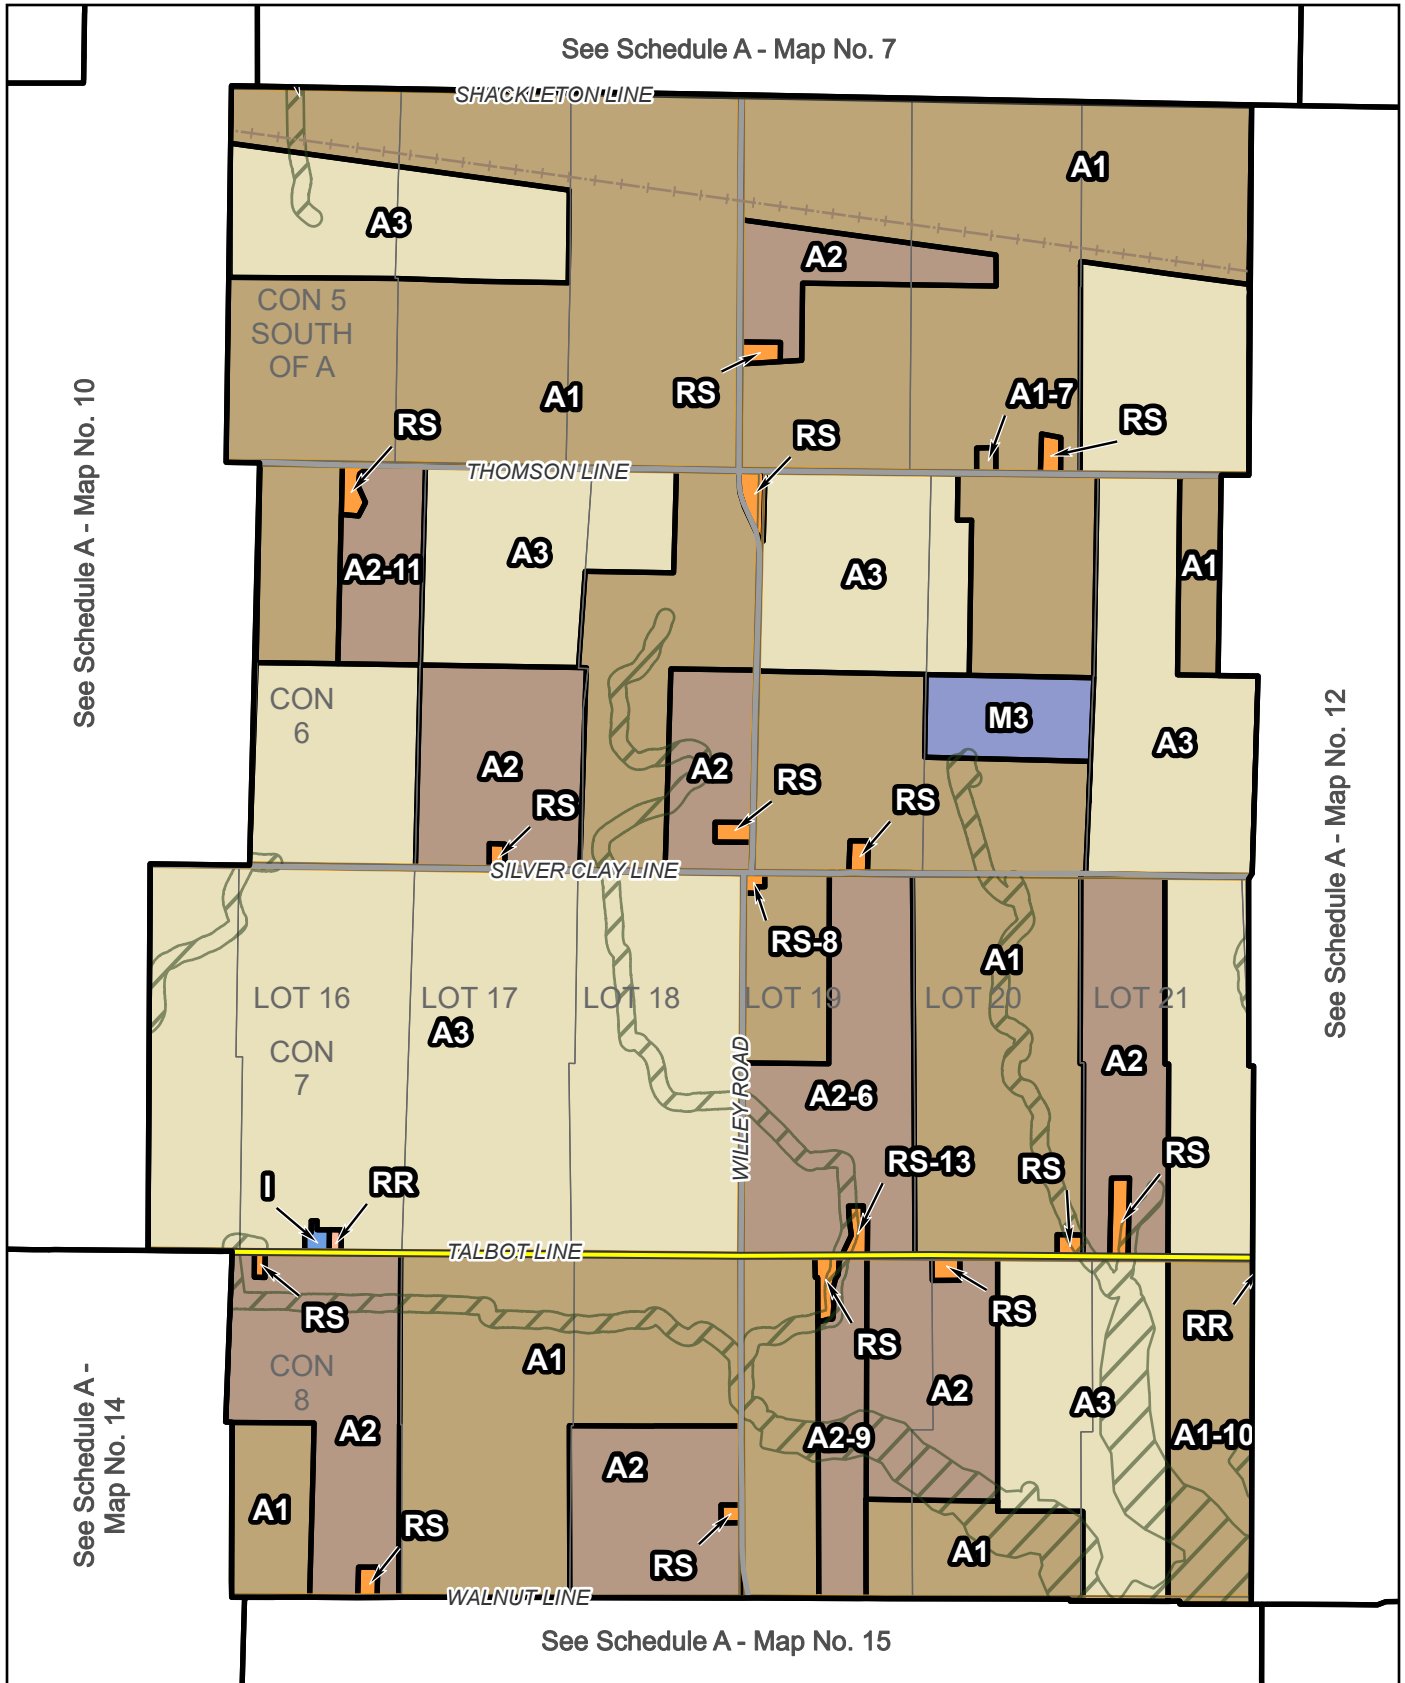 See Schedule A - Map No. 7
SHACKLETON LINE
A1
A3
A2
CON 5
SOUTH
OF A
RS
A1
A1-7
RS
RS
RS
THOMSON LINE
See Schedule A - Map No. 10
A3
A2-11
A3
A1
CON
6
M3
A3
A2
A2
RS
RS
RS
SILVER CLAY LINE
See Schedule A - Map No. 12
RS-8
A1
LOT 16
LOT 17
LOT 18
LOT 19
LOT 20
LOT 21
A3
CON
7
A2
WILLEY ROAD
A2-6
RS-13
RS
RS
I
RR
TALBOT LINE
RS
RS
RS
RR
CON
8
A1
A2
A3
A2
A2-9
A1-10
See Schedule A -
Map No. 14
A2
A1
RS
RS
A1
WALNUT LINE
See Schedule A - Map No. 15